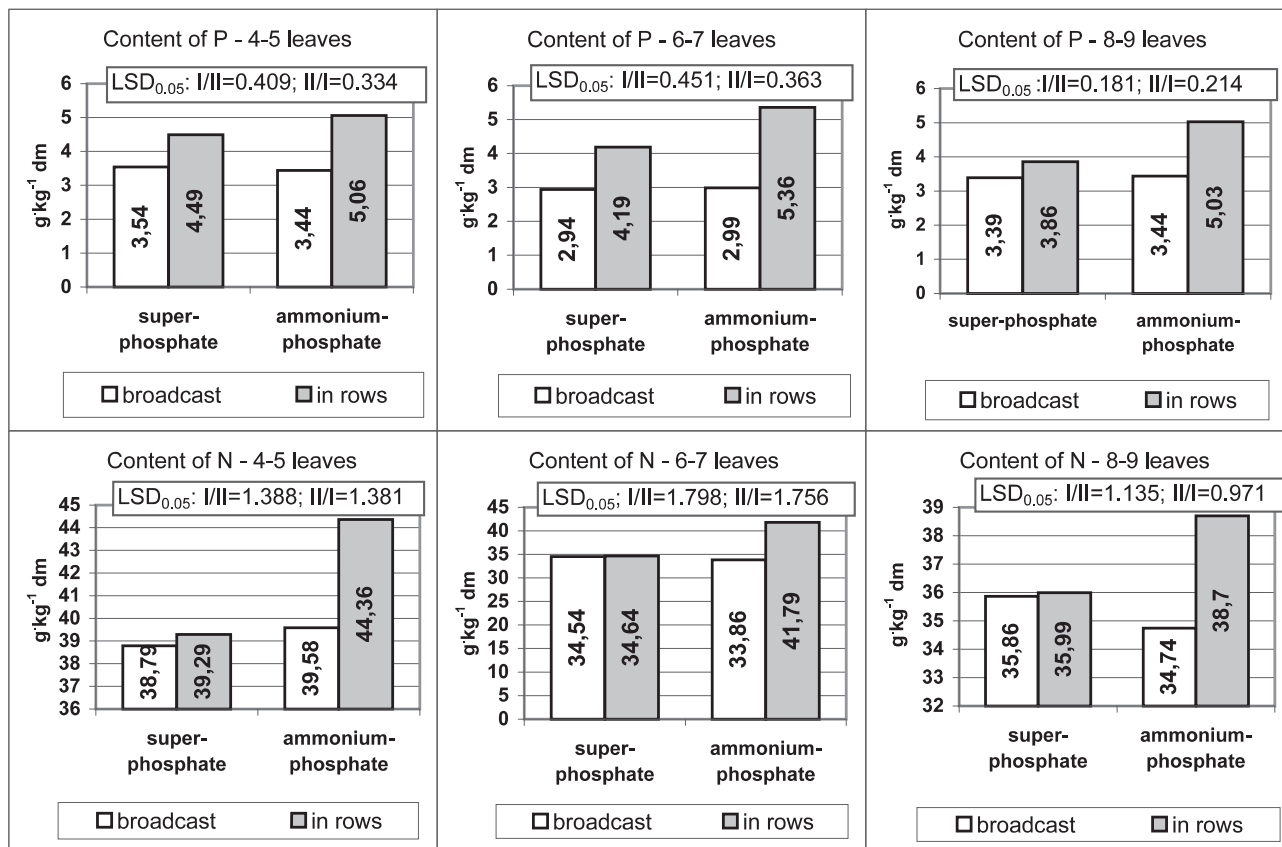 Content of P - 4-5 leaves
LSD0.05: I/II=0.409; II/I=0.334
6
5
4
3
2
1
0
g·kg-1 dm
3,54
4,49
3,44
5,06
super-
phosphate
ammonium-
phosphate
broadcast
in rows
Content of P - 6-7 leaves
LSD0.05: I/II=0.451; II/I=0.363
6
5
4
3
2
1
0
g·kg-1 dm
2,94
4,19
2,99
5,36
super-
phosphate
ammonium-
phosphate
broadcast
in rows
Content of P - 8-9 leaves
LSD0.05 :I/II=0.181; II/I=0.214
6
5
4
3
2
1
0
g·kg-1 dm
3,39
3,86
3,44
5,03
super-phosphate
ammonium-
phosphate
broadcast
in rows
Content of N - 4-5 leaves
LSD0.05: I/II=1.388; II/I=1.381
45
44
43
42
41
40
39
38
37
36
g·kg-1 dm
38,79
39,29
39,58
44,36
super-
phosphate
ammonium-
phosphate
broadcast
in rows
Content of N - 6-7 leaves
LSD0.05; I/II=1.798; II/I=1.756
45
40
35
30
25
20
15
10
5
0
g·kg-1 dm
34,54
34,64
33,86
41,79
super-
phosphate
ammonium-
phosphate
broadcast
in rows
Content of N - 8-9 leaves
LSD0.05: I/II=1.135; II/I=0.971
39
38
37
36
35
34
33
32
g·kg-1 dm
35,86
35,99
34,74
38,7
super-
phosphate
ammonium-
phosphate
broadcast
in rows